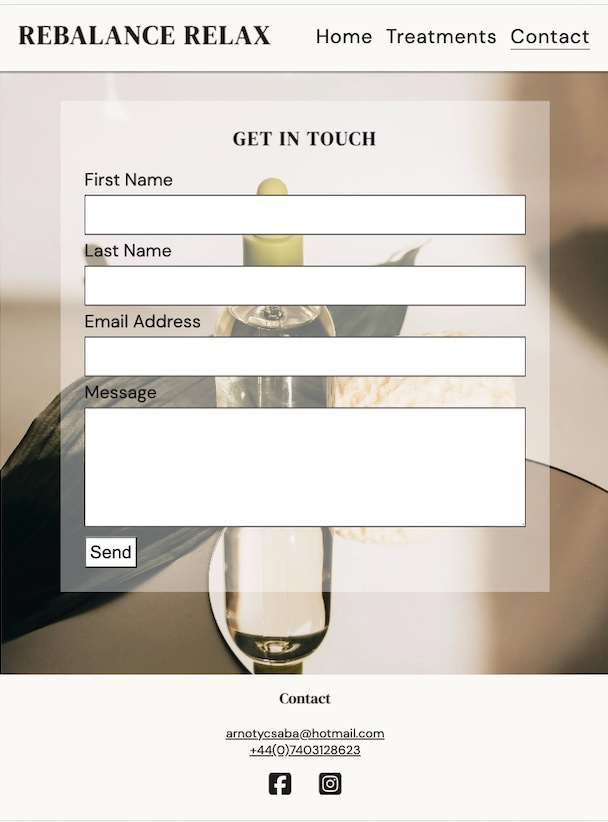 REBALANCE RELAX
Home Treatments Contact
GET IN TOUCH
First Name
Last Name
Email Address
Message
Send
Contact
arnotycsaba@hotmail.com
+44(0)7403128623